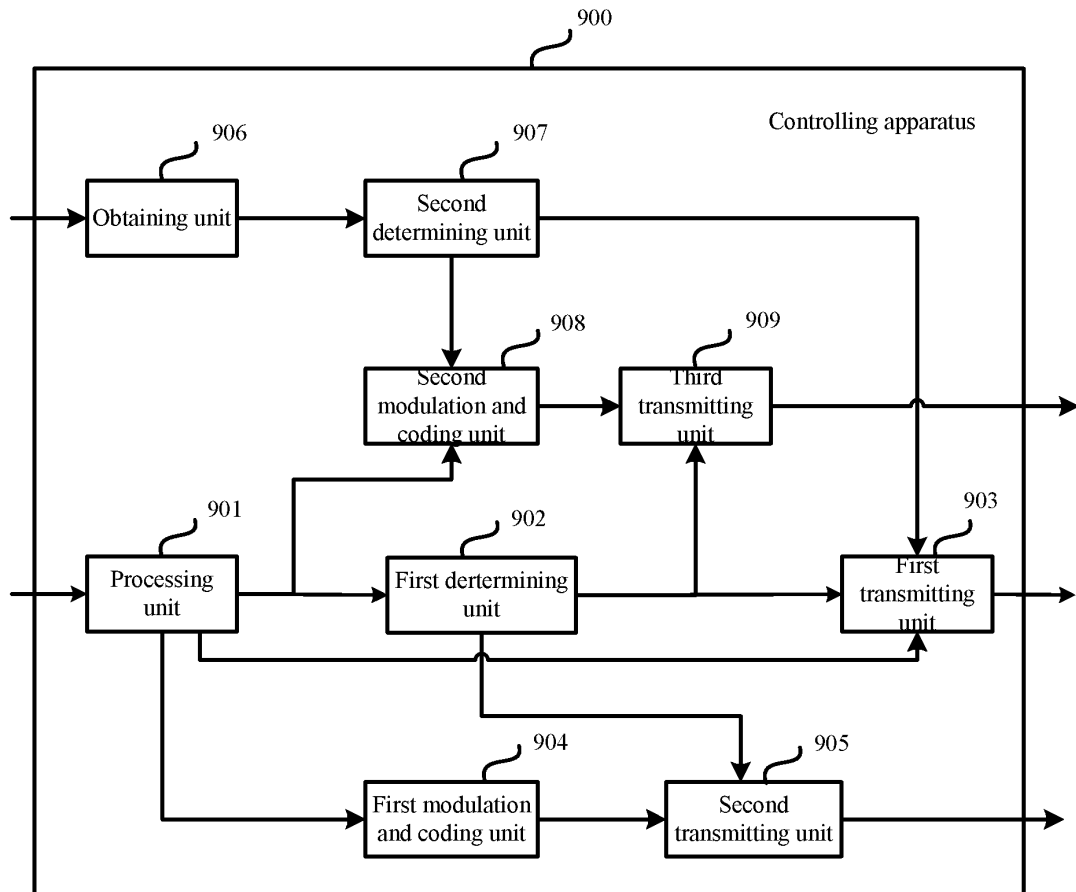 900
Controlling apparatus
906
907
Obtaining unit
Second
determining unit
908
909
Second
modulation and
coding unit
Third
transmitting
unit
901
902
903
Processing
unit
First dertermining
unit
First
transmitting
unit
904
905
First modulation
and coding unit
Second
transmitting unit